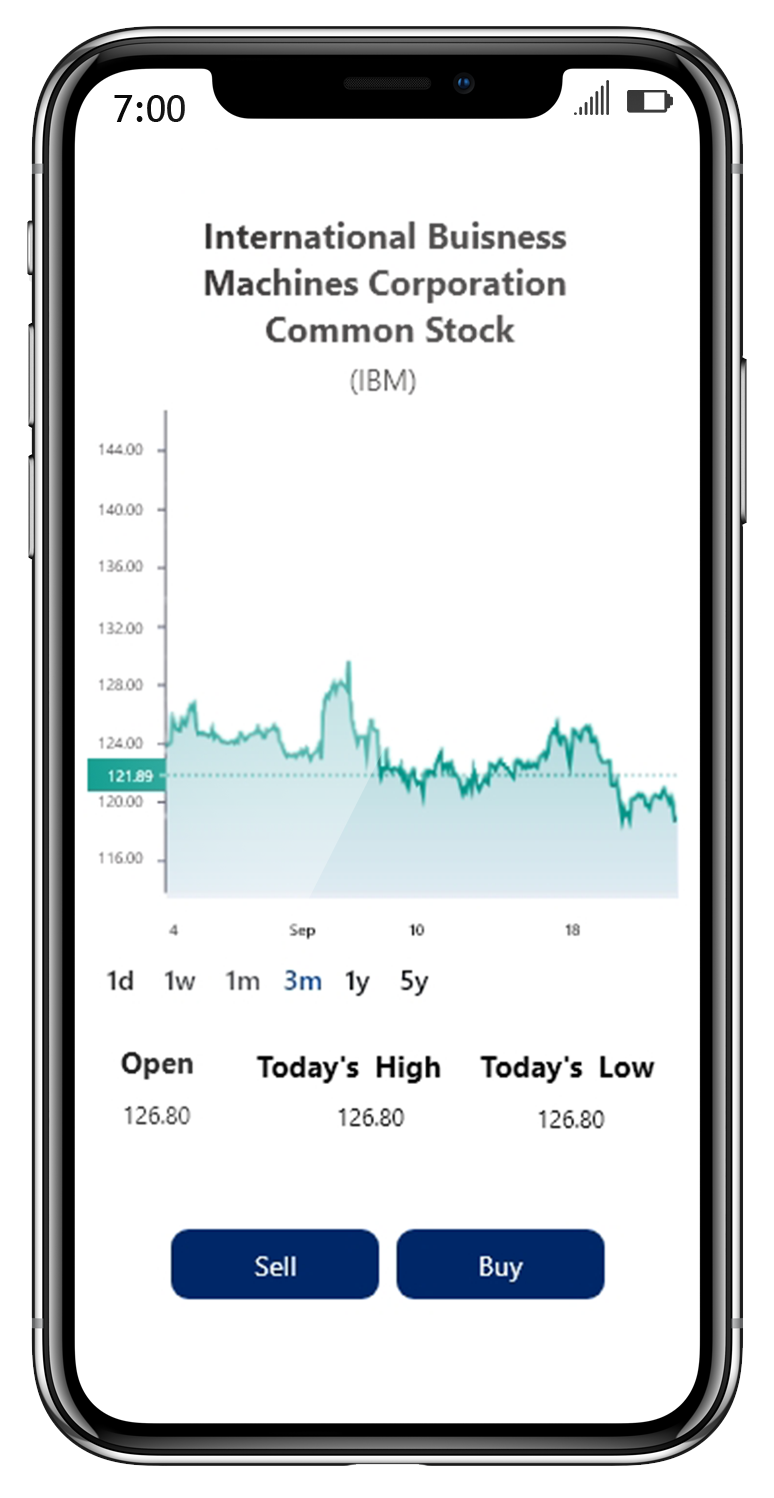 7:00
International Buisness
Machines Corporation
Common Stock
(IBM)
144.00
140.00
136.00
132.00
128.00
124.00
121.89
120.00
116.00
4 Sep 10 18
1d 1w 1m 3m 1y 5y
Open Today's High Today's Low
126.80 126.80 126.80
Sell Buy